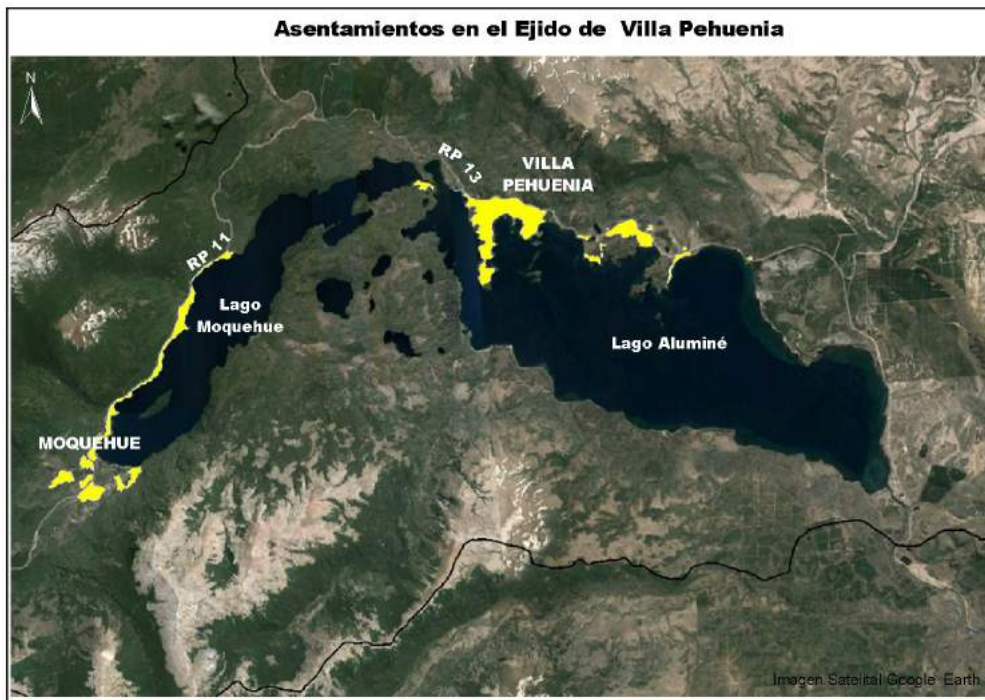 Asentamientos en el Ejido de Villa Pehuenia
N
RP 13
VILLA
PEHUENIA
RP 11
Lago
Moquehue
Lago Aluminé
MOQUEHUE
Imagen Satelital Google Earth